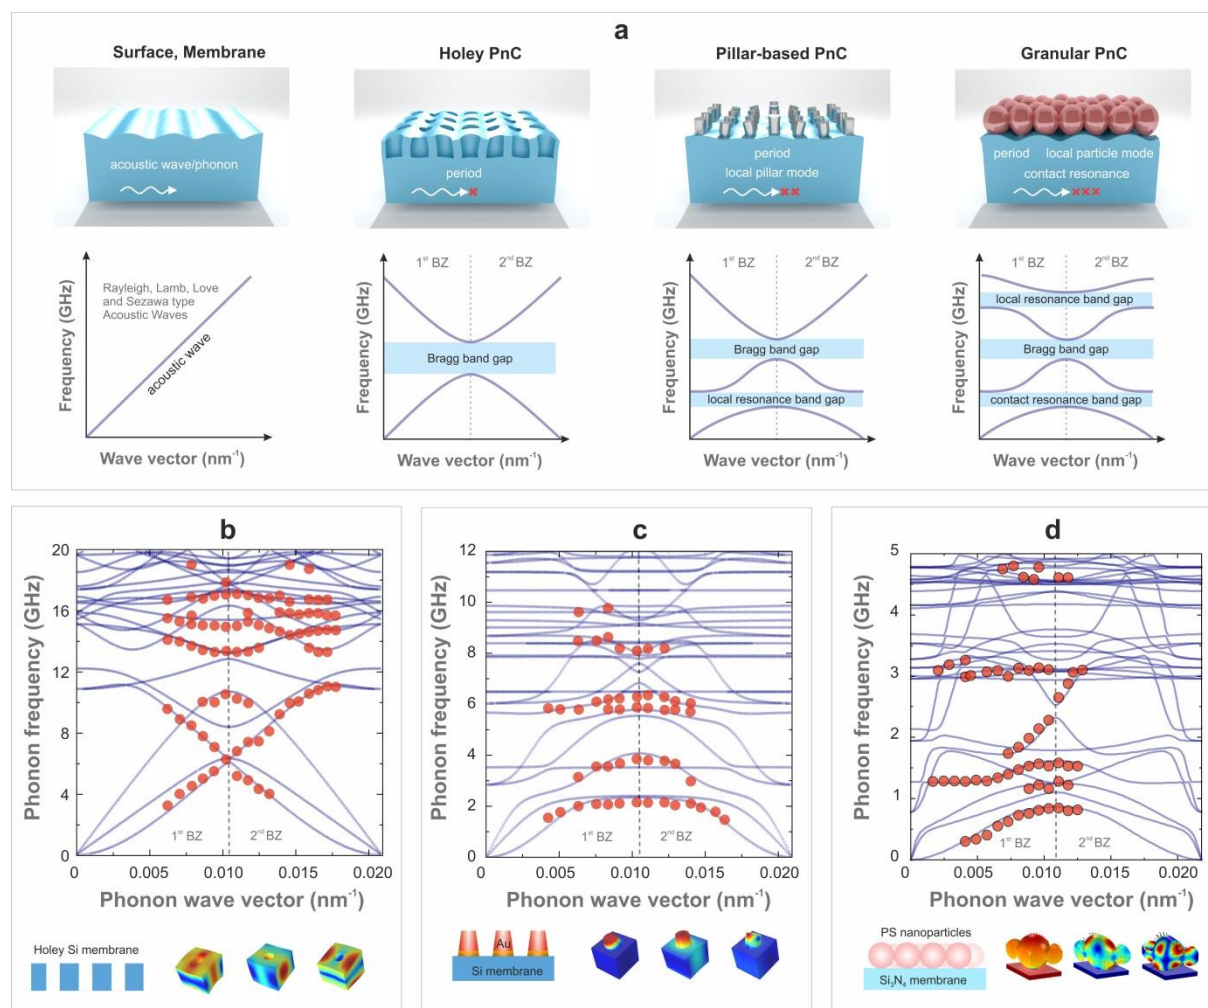 a
Surface, Membrane
Holey PnC
Pillar-based PnC
Granular PnC
acoustic wave/phonon
period
period
local pillar mode
period local particle mode
contact resonance
Frequency (GHz)
Rayleigh, Lamb, Love
and Sezawa type
Acoustic Waves
acoustic wave
Wave vector (nm⁻¹)
Frequency (GHz)
1ˢᵗ BZ 2ⁿᵈ BZ
Bragg band gap
Wave vector (nm⁻¹)
Frequency (GHz)
1ˢᵗ BZ 2ⁿᵈ BZ
Bragg band gap
local resonance band gap
Wave vector (nm⁻¹)
Frequency (GHz)
1ˢᵗ BZ 2ⁿᵈ BZ
local resonance band gap
Bragg band gap
contact resonance band gap
Wave vector (nm⁻¹)
b
Phonon frequency (GHz)
20
16
12
8
4
0
1ˢᵗ BZ 2ⁿᵈ BZ
0 0.005 0.010 0.015 0.020
Phonon wave vector (nm⁻¹)
Holey Si membrane
c
Phonon frequency (GHz)
12
10
8
6
4
2
0
1ˢᵗ BZ 2ⁿᵈ BZ
0 0.005 0.010 0.015 0.020
Phonon wave vector (nm⁻¹)
Au
Si membrane
d
Phonon frequency (GHz)
5
4
3
2
1
0
1ˢᵗ BZ 2ⁿᵈ BZ
0 0.005 0.010 0.015 0.020
Phonon wave vector (nm⁻¹)
PS nanoparticles
Si₃N₄ membrane